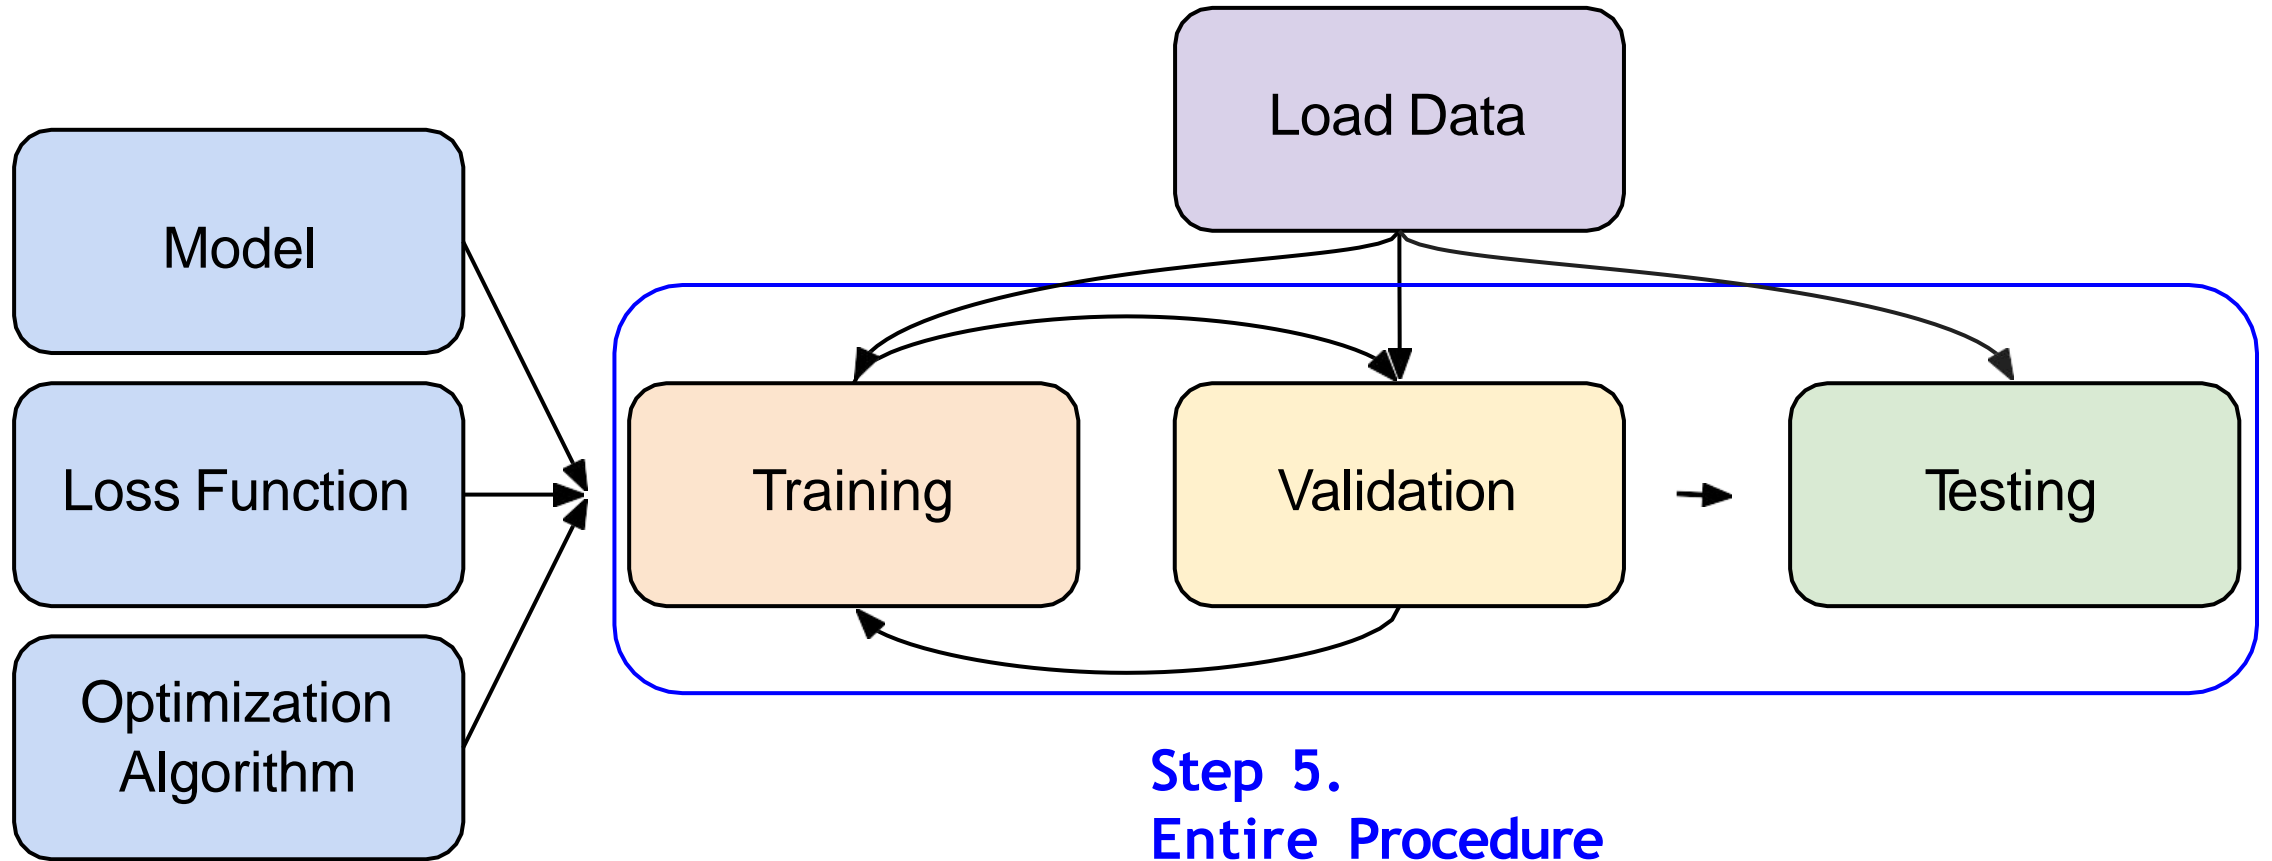 Load Data
Model
Loss Function
Optimization
Algorithm
Training
Validation
Testing
Step 5.
Entire Procedure